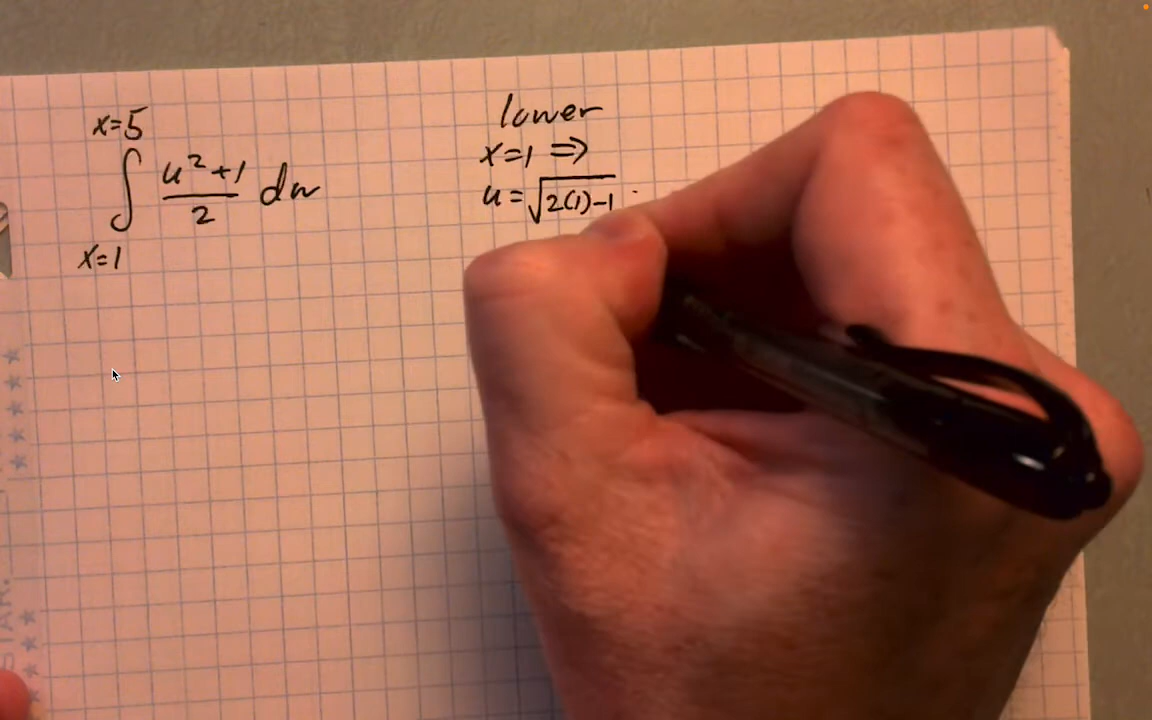 x=5
∫ (u²+1)/2 du
x=1
lower
x=1 ⇒
u=√(2(1)-1)